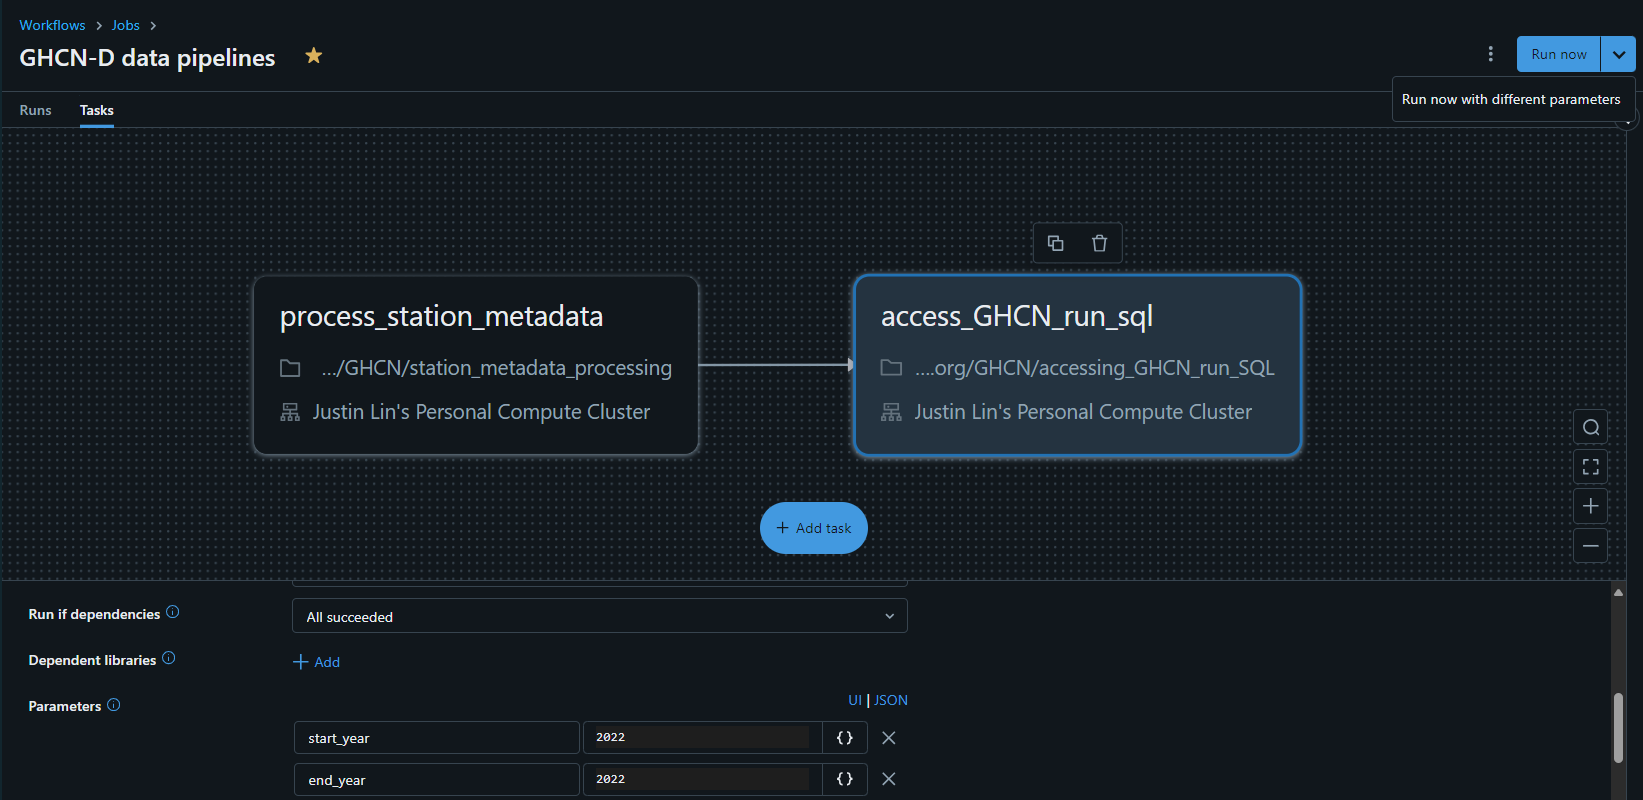 Workflows > Jobs >
GHCN-D data pipelines
Run now
Run now with different parameters
Runs Tasks
process_station_metadata
.../GHCN/station_metadata_processing
Justin Lin's Personal Compute Cluster
access_GHCN_run_sql
....org/GHCN/accessing_GHCN_run_SQL
Justin Lin's Personal Compute Cluster
+ Add task
Run if dependencies
All succeeded
Dependent libraries
+ Add
Parameters
UI | JSON
start_year 2022 {}
end_year 2022 {}